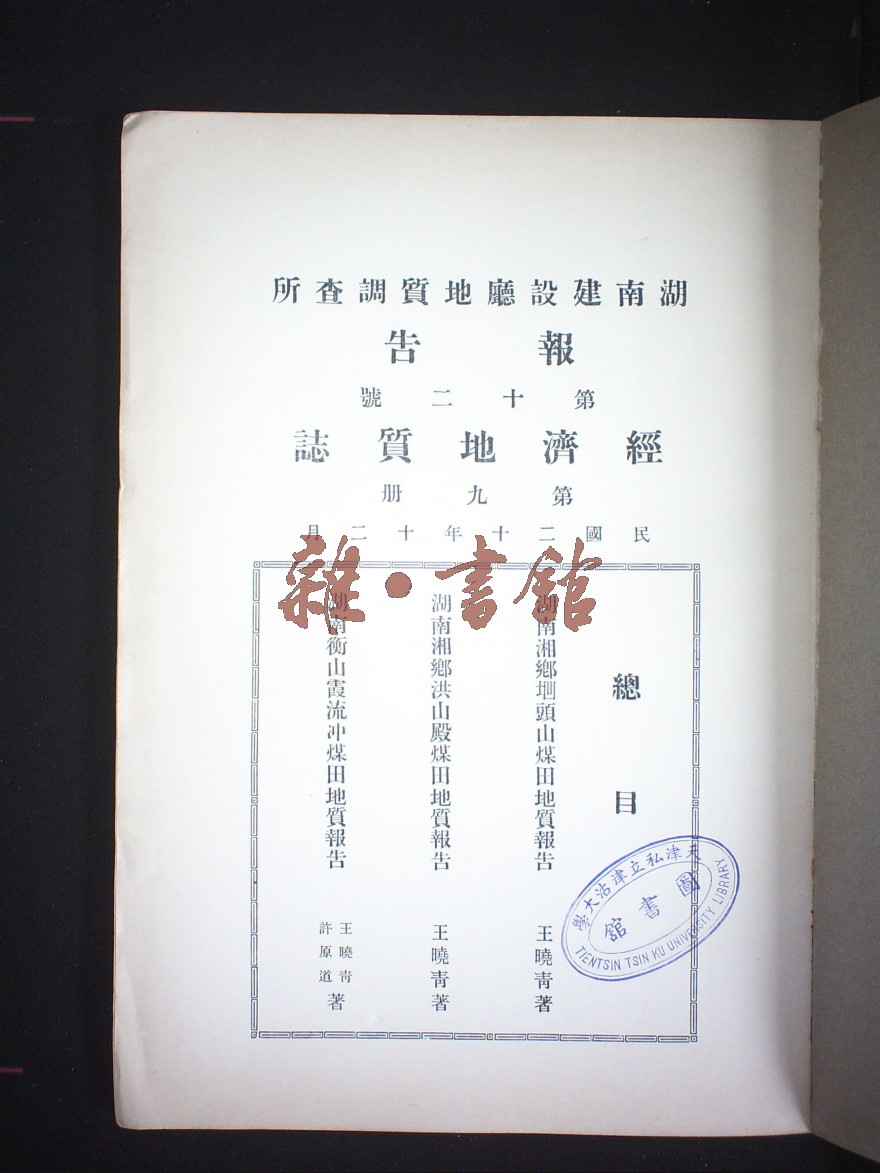 湖南建設廳地質調查所
報告
第十二號
經濟地質誌
第九册
民國二十年十二月
雜·書館
總目
湖南湘鄉堈頭山煤田地質報告 王曉青著
湖南湘鄉洪山殿煤田地質報告 王曉青著
湖南衡山霞流冲煤田地質報告 王曉青 許原道 著
天津私立津沽大學
圖書館
TIENTSIN TSIN KU UNIVERSITY LIBRARY